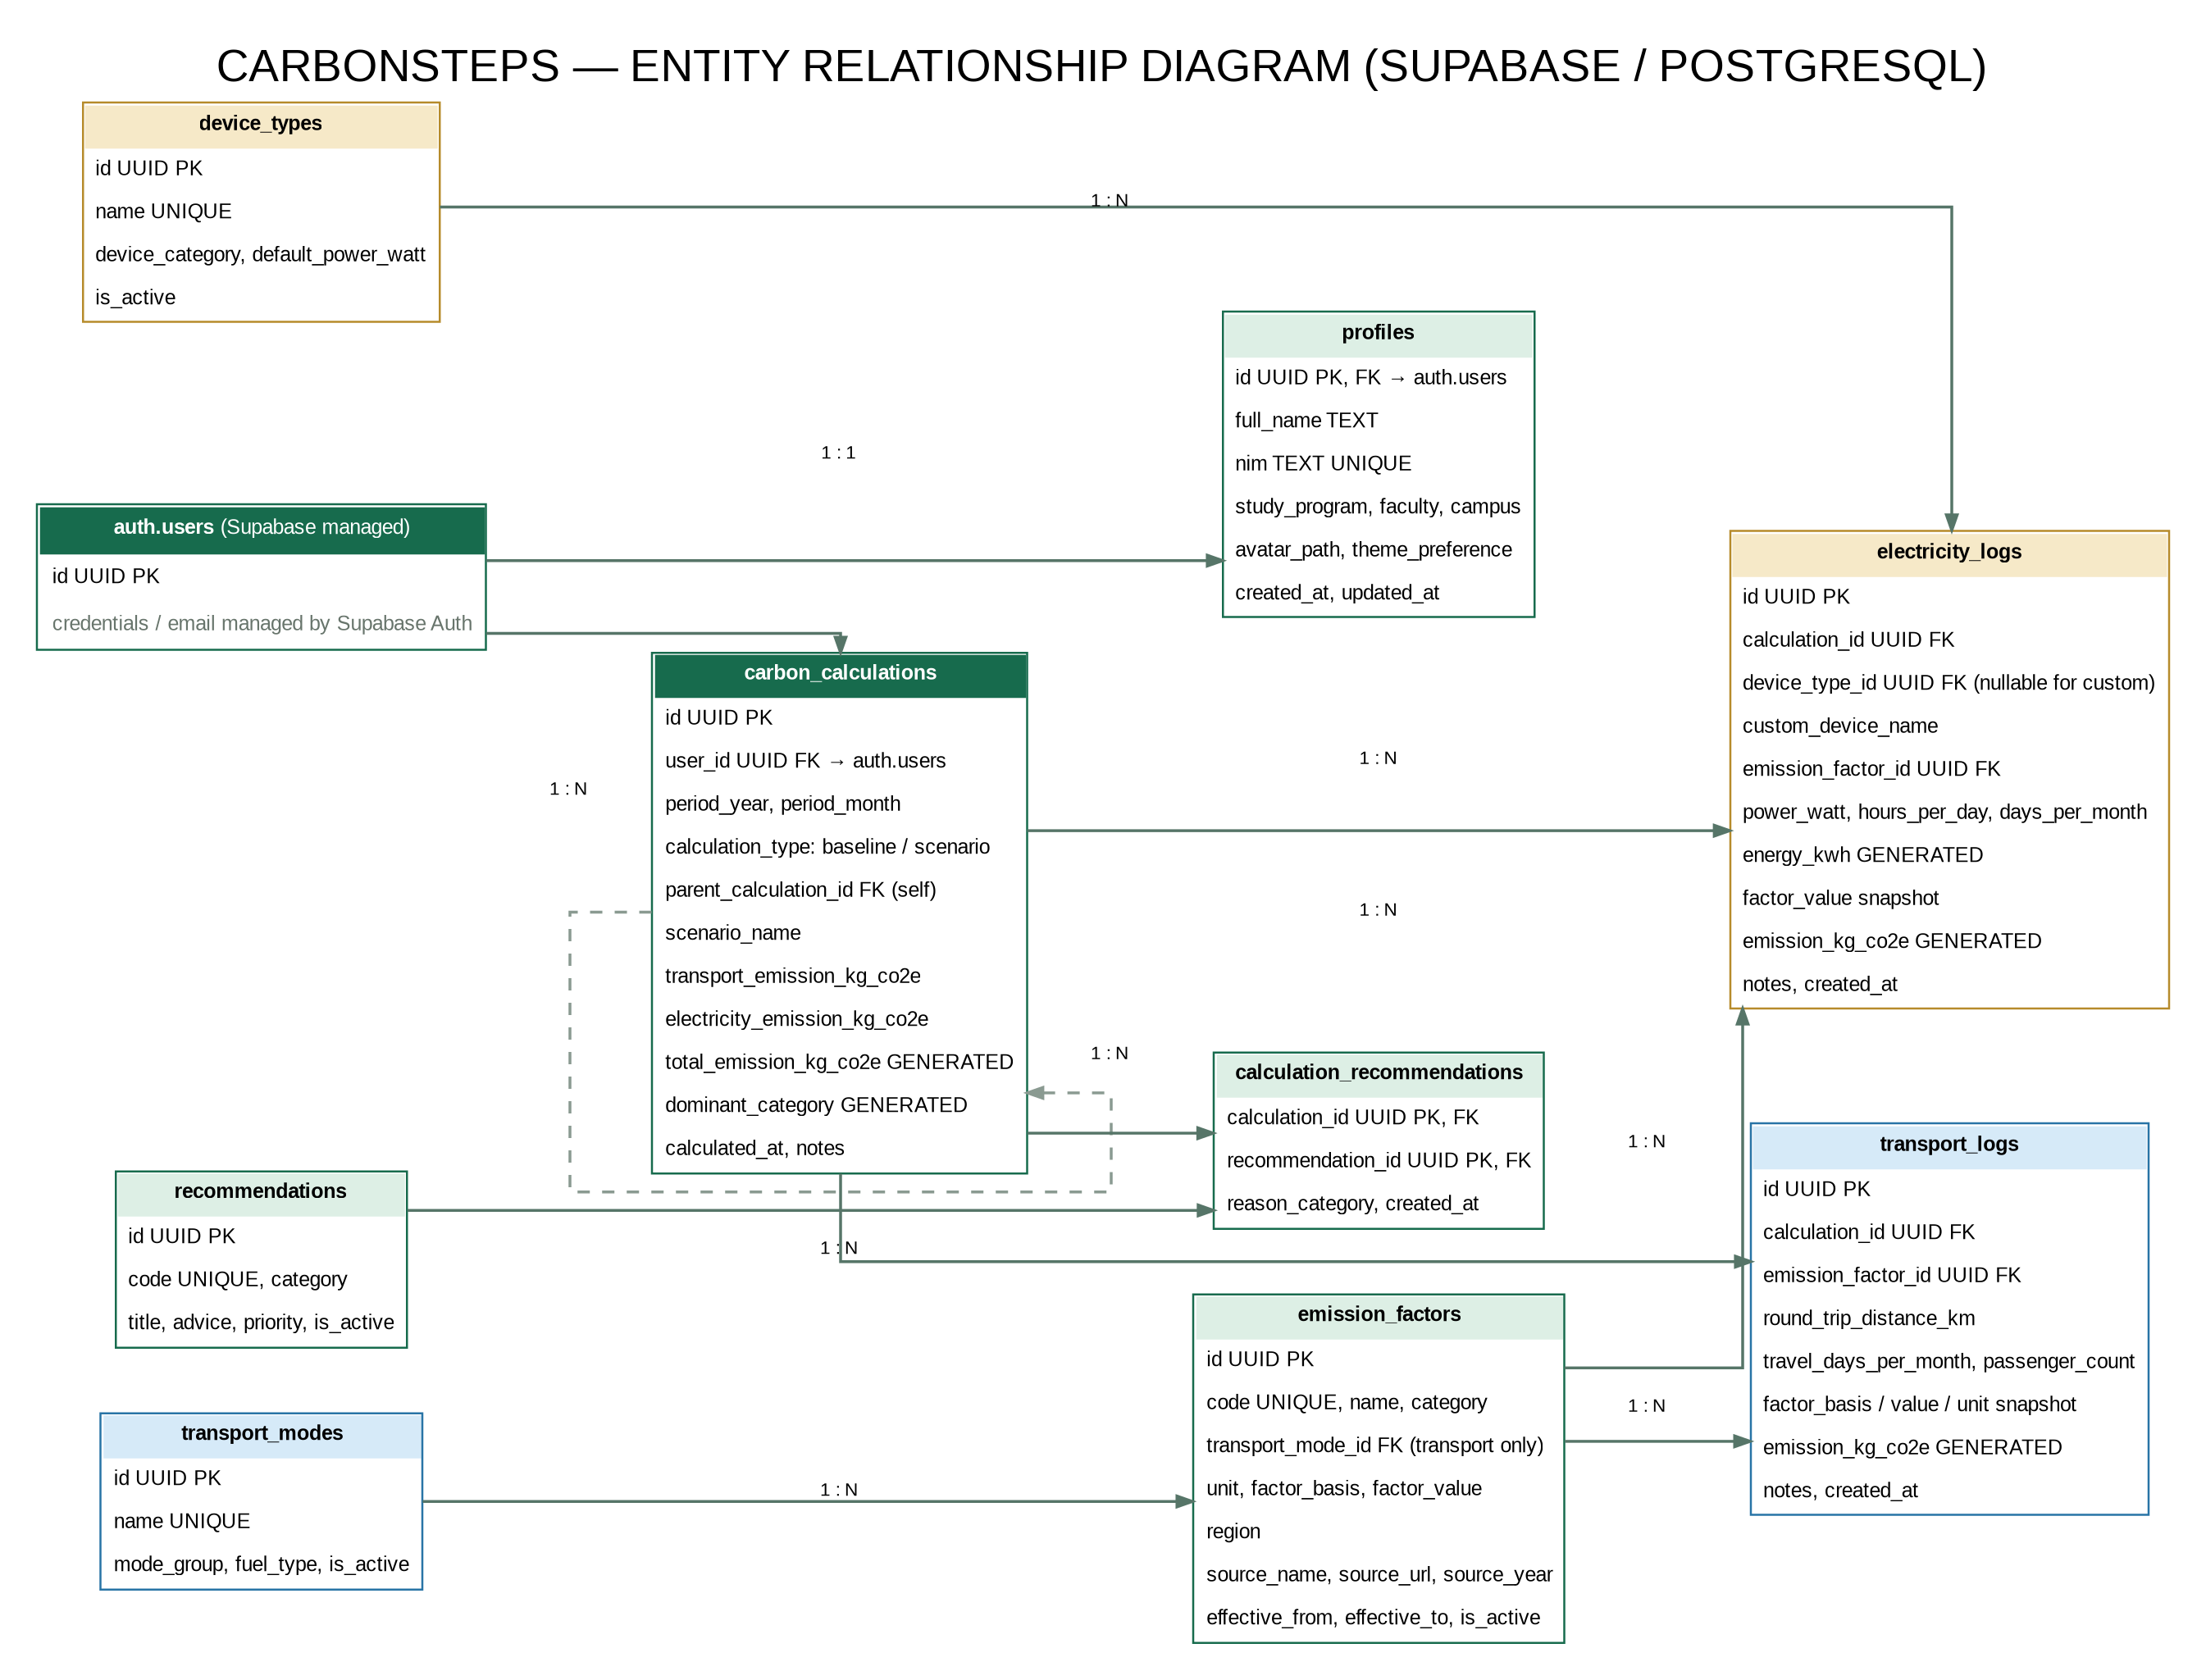 CARBONSTEPS — ENTITY RELATIONSHIP DIAGRAM (SUPABASE / POSTGRESQL)
device_types
id UUID PK
name UNIQUE
device_category, default_power_watt
is_active
1 : N
profiles
id UUID PK, FK → auth.users
full_name TEXT
nim TEXT UNIQUE
study_program, faculty, campus
avatar_path, theme_preference
created_at, updated_at
1 : 1
auth.users (Supabase managed)
id UUID PK
credentials / email managed by Supabase Auth
electricity_logs
id UUID PK
calculation_id UUID FK
device_type_id UUID FK (nullable for custom)
custom_device_name
emission_factor_id UUID FK
power_watt, hours_per_day, days_per_month
energy_kwh GENERATED
factor_value snapshot
emission_kg_co2e GENERATED
notes, created_at
carbon_calculations
id UUID PK
user_id UUID FK → auth.users
period_year, period_month
calculation_type: baseline / scenario
parent_calculation_id FK (self)
scenario_name
transport_emission_kg_co2e
electricity_emission_kg_co2e
total_emission_kg_co2e GENERATED
dominant_category GENERATED
calculated_at, notes
1 : N
1 : N
1 : N
1 : N
calculation_recommendations
calculation_id UUID PK, FK
recommendation_id UUID PK, FK
reason_category, created_at
1 : N
transport_logs
id UUID PK
calculation_id UUID FK
emission_factor_id UUID FK
round_trip_distance_km
travel_days_per_month, passenger_count
factor_basis / value / unit snapshot
emission_kg_co2e GENERATED
notes, created_at
recommendations
id UUID PK
code UNIQUE, category
title, advice, priority, is_active
1 : N
emission_factors
id UUID PK
code UNIQUE, name, category
transport_mode_id FK (transport only)
unit, factor_basis, factor_value
region
source_name, source_url, source_year
effective_from, effective_to, is_active
1 : N
transport_modes
id UUID PK
name UNIQUE
mode_group, fuel_type, is_active
1 : N